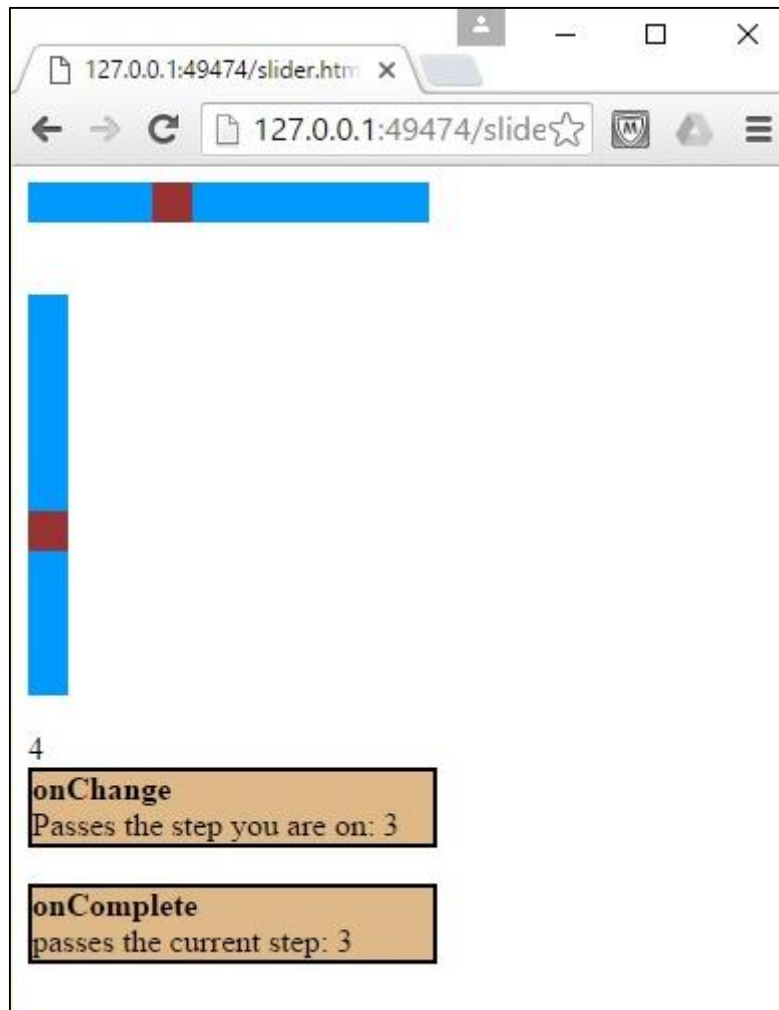 127.0.0.1:49474/slider.htm
127.0.0.1:49474/slide
4
onChange
Passes the step you are on: 3
onComplete
passes the current step: 3